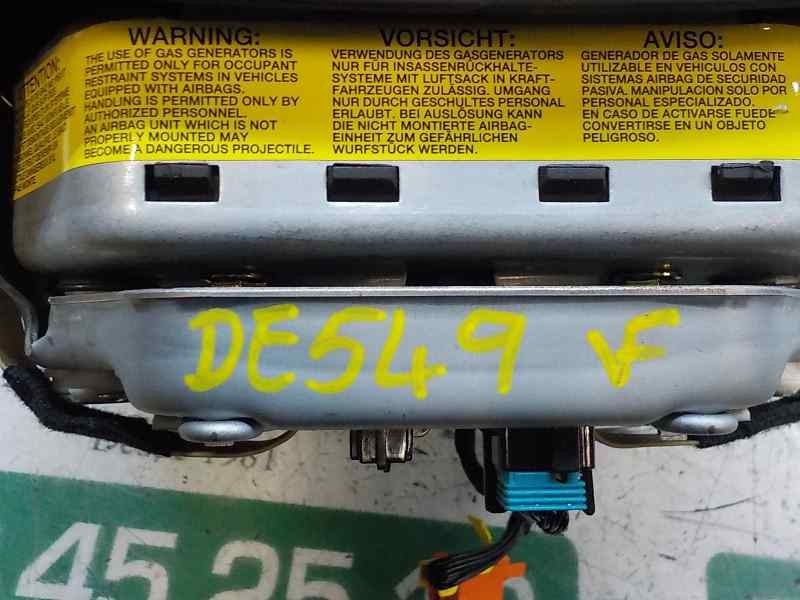 WARNING:
THE USE OF GAS GENERATORS IS
PERMITTED ONLY FOR OCCUPANT
RESTRAINT SYSTEMS IN VEHICLES
EQUIPPED WITH AIRBAGS.
HANDLING IS PERMITTED ONLY BY
AUTHORIZED PERSONNEL.
AN AIRBAG UNIT WHICH IS NOT
PROPERLY MOUNTED MAY
BECOME A DANGEROUS PROJECTILE.
VORSICHT:
VERWENDUNG DES GASGENERATORS
NUR FÜR INSASSENRÜCKHALTE-
SYSTEME MIT LUFTSACK IN KRAFT-
FAHRZEUGEN ZULÄSSIG. UMGANG
NUR DURCH GESCHULTES PERSONAL
ERLAUBT. BEI AUSLÖSUNG KANN
DIE NICHT MONTIERTE AIRBAG-
EINHEIT ZUM GEFÄHRLICHEN
WURFSTÜCK WERDEN.
AVISO:
GENERADOR DE GAS SOLAMENTE
UTILIZABLE EN VEHICULOS CON
SISTEMAS AIRBAG DE SEGURIDAD
PASIVA. MANIPULACION SOLO POR
PERSONAL ESPECIALIZADO.
EN CASO DE ACTIVARSE FUEDE
CONVERTIRSE EN UN OBJETO
PELIGROSO.
DE549 VF
1981
45 25